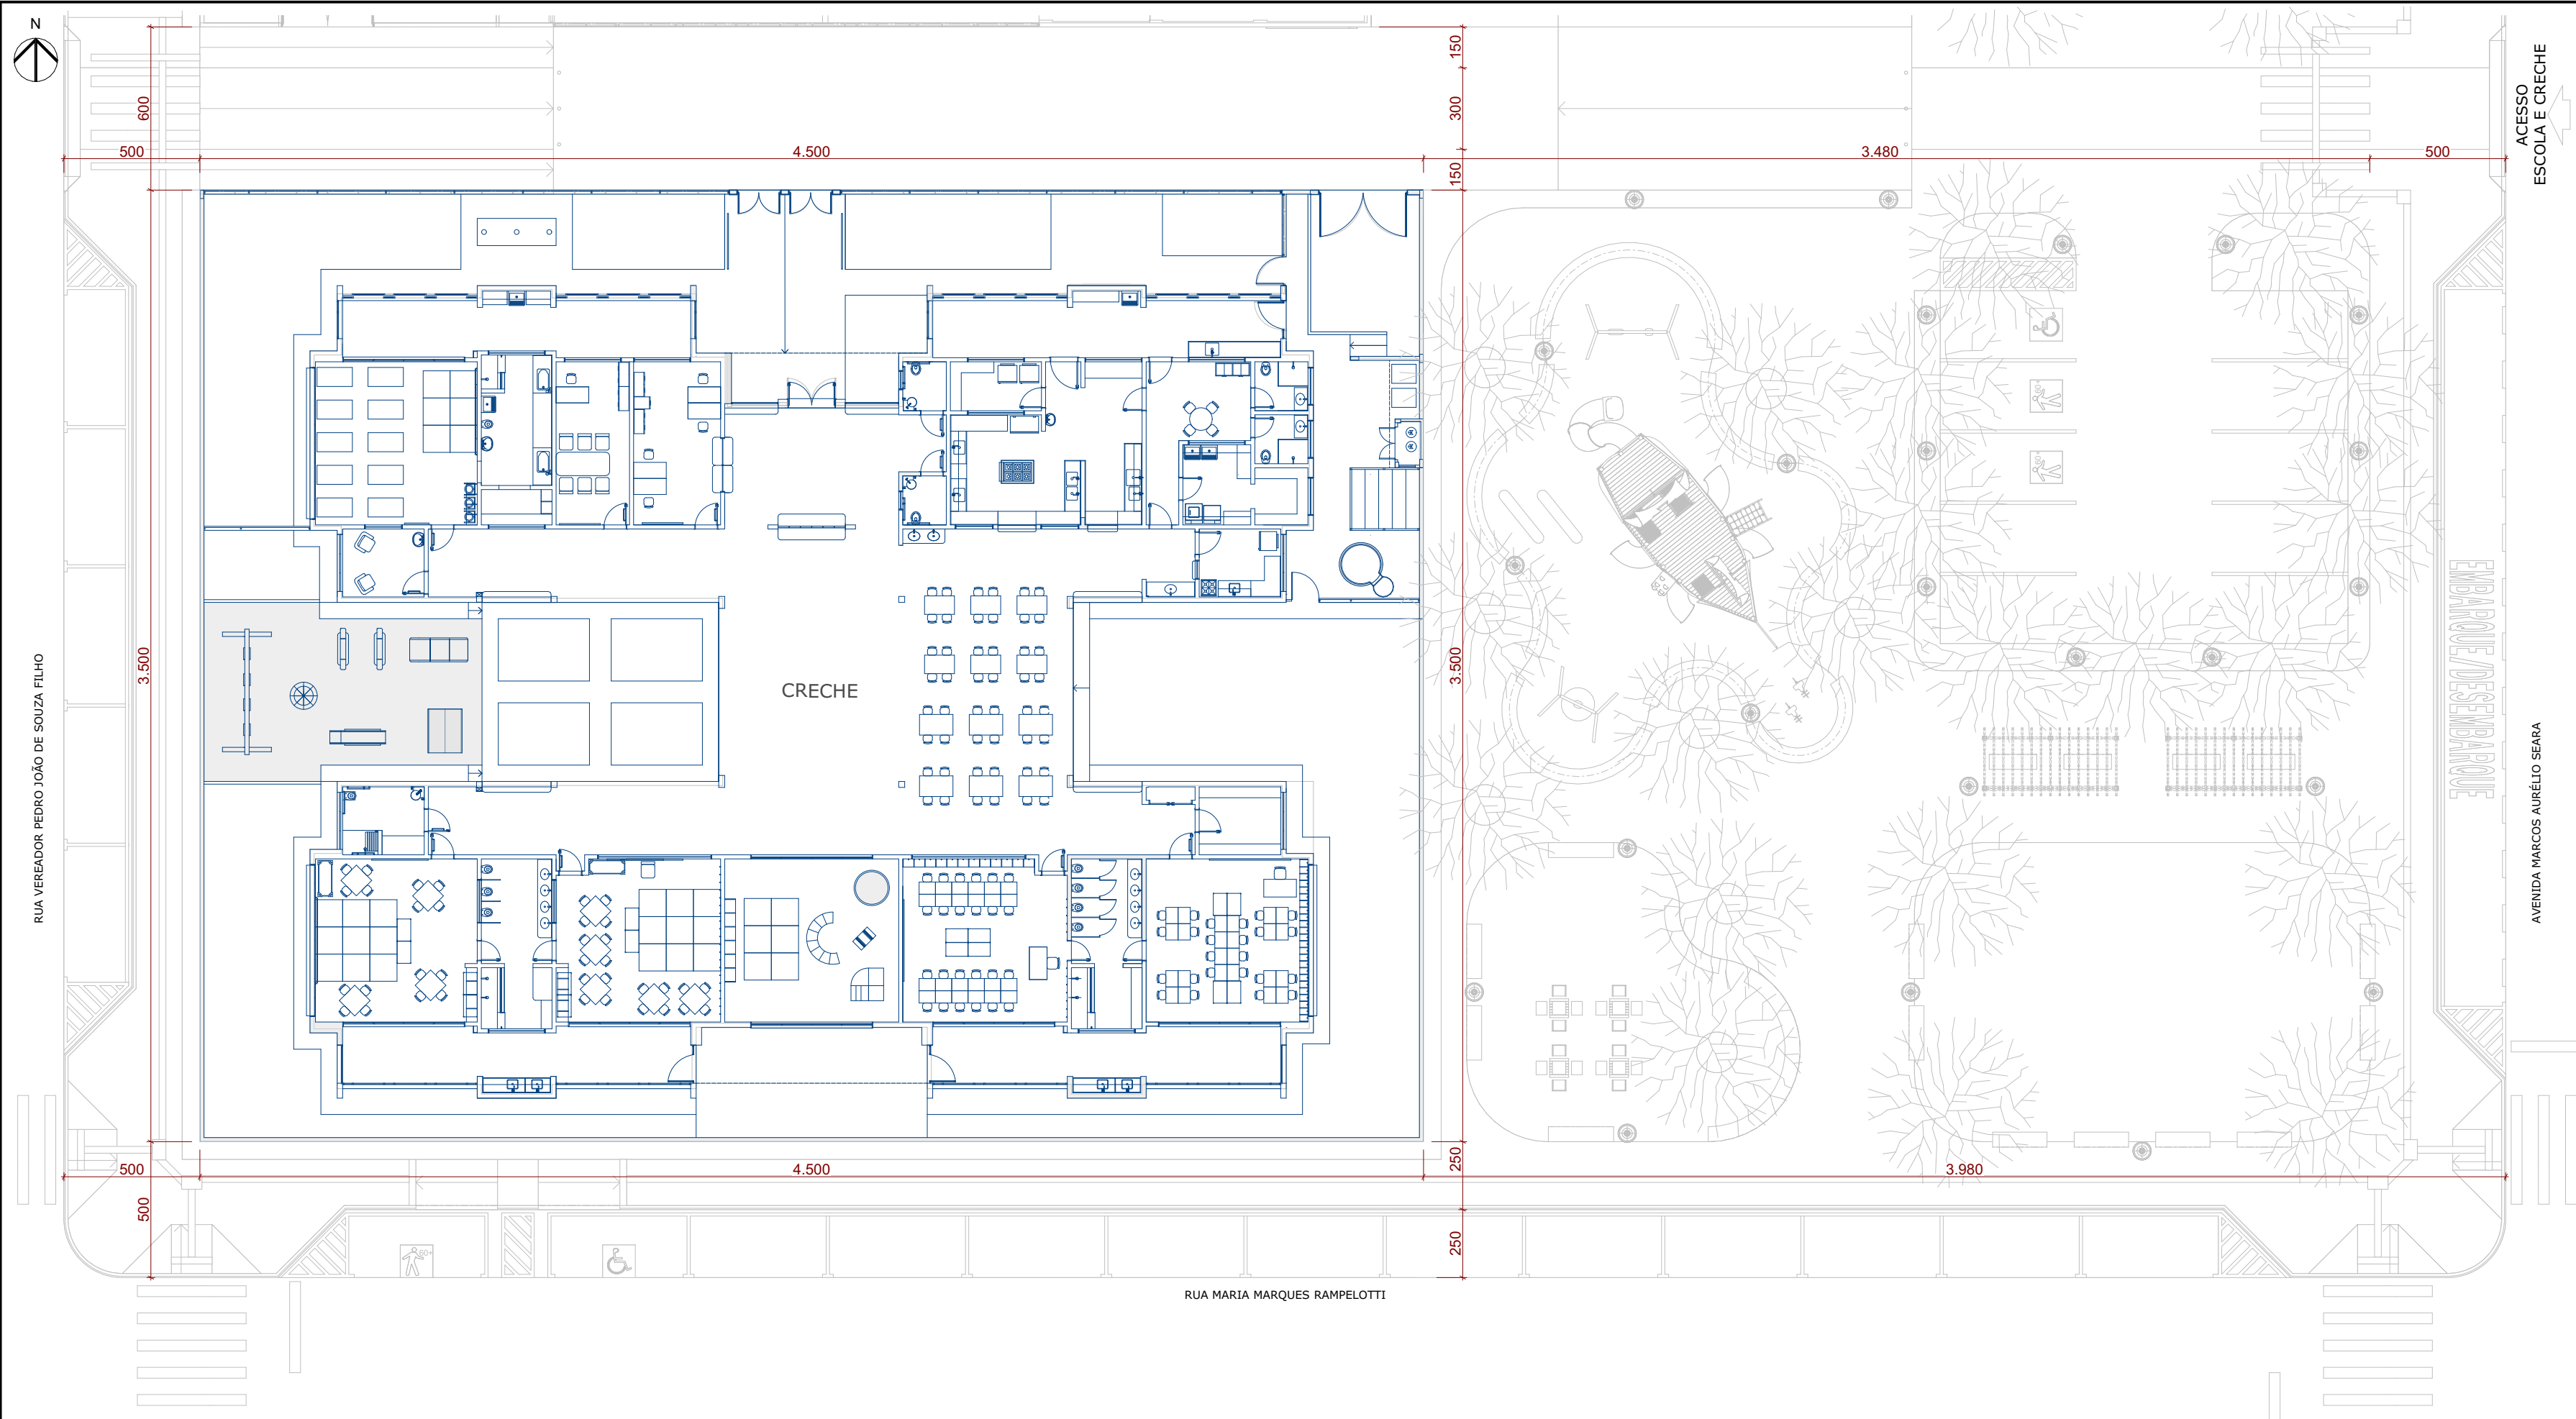 N
ACESSO
ESCOLA E CRECHE
150
600
300
500
4.500
3.480
500
150
3.500
CRECHE
3.500
RUA VEREADOR PEDRO JOÃO DE SOUZA FILHO
EMBARQUE/DESEMBARQUE
AVENIDA MARCOS AURÉLIO SEARA
500
4.500
250
3.980
500
250
60+
RUA MARIA MARQUES RAMPELOTTI